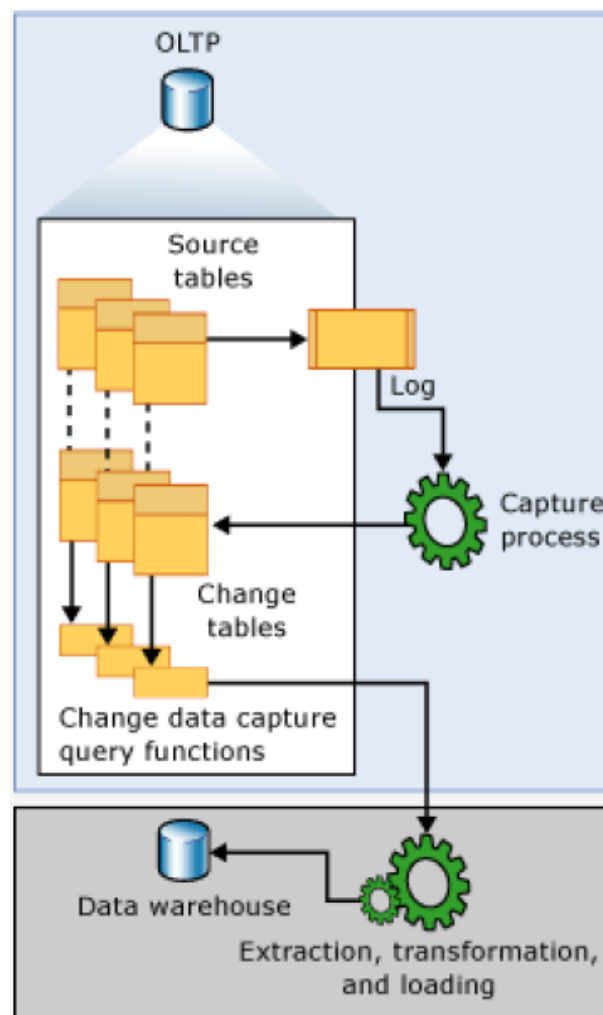 OLTP
Source
tables
Log
Capture
process
Change
tables
Change data capture
query functions
Data warehouse
Extraction, transformation,
and loading